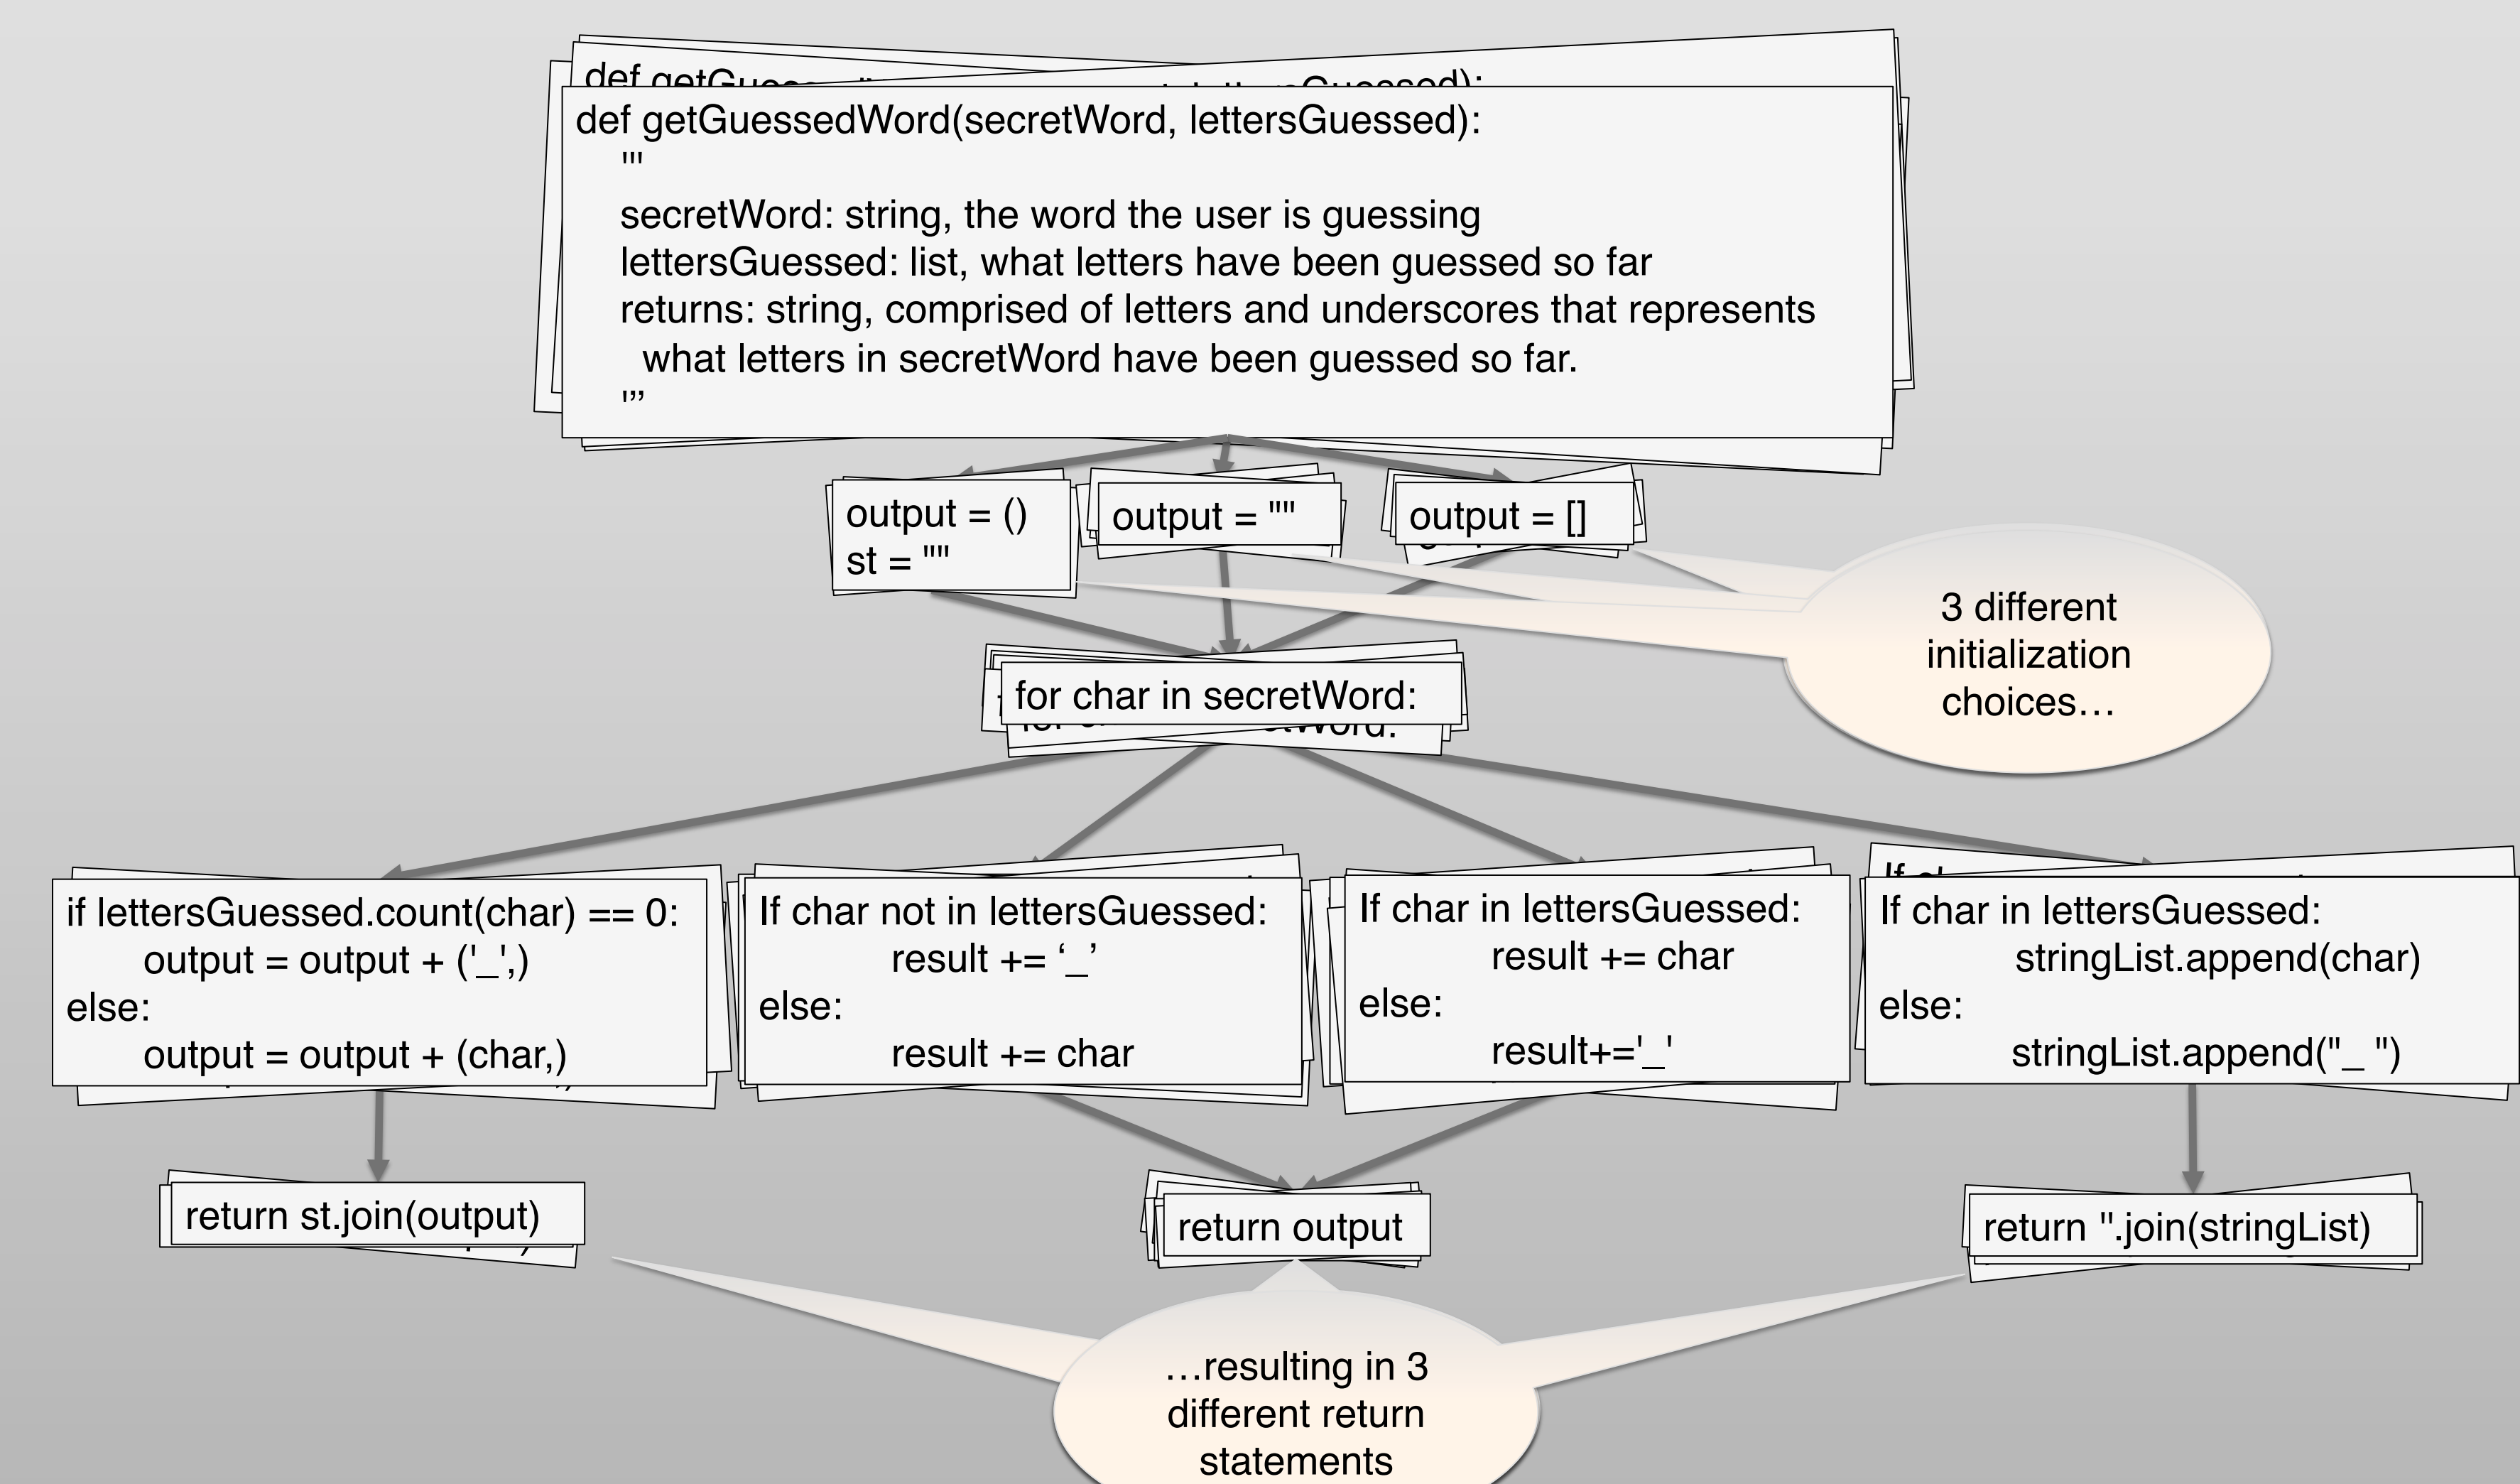 def getGuessedWord(secretWord, lettersGuessed):
'''
secretWord: string, the word the user is guessing
lettersGuessed: list, what letters have been guessed so far
returns: string, comprised of letters and underscores that represents
what letters in secretWord have been guessed so far.
'’’
output = ()
st = ""
output = ""
output = []
3 different
initialization
choices…
for char in secretWord:
if lettersGuessed.count(char) == 0:
output = output + ('_',)
else:
output = output + (char,)
If char not in lettersGuessed:
result += ‘_’
else:
result += char
If char in lettersGuessed:
result += char
else:
result+='_'
If char in lettersGuessed:
stringList.append(char)
else:
stringList.append("_ ")
return st.join(output)
return output
return ''.join(stringList)
…resulting in 3
different return
statements